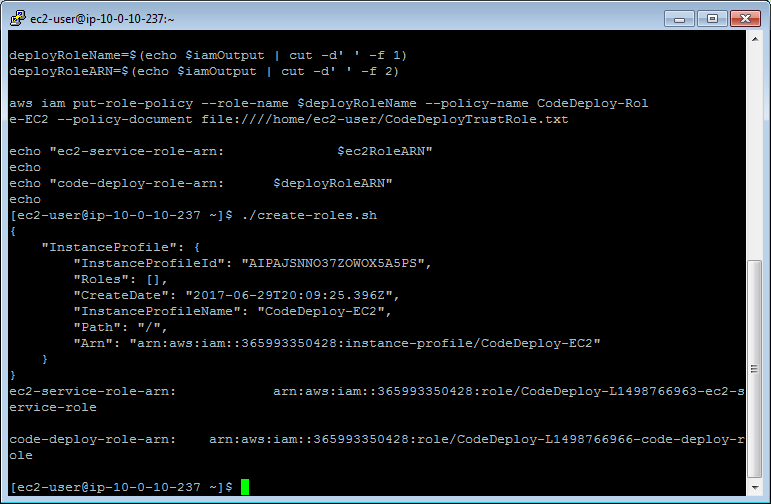 ec2-user@ip-10-0-10-237:~
deployRoleName=$(echo $iamOutput | cut -d' ' -f 1)
deployRoleARN=$(echo $iamOutput | cut -d' ' -f 2)
aws iam put-role-policy --role-name $deployRoleName --policy-name CodeDeploy-Rol
e-EC2 --policy-document file:////home/ec2-user/CodeDeployTrustRole.txt
echo "ec2-service-role-arn:              $ec2RoleARN"
echo
echo "code-deploy-role-arn:      $deployRoleARN"
echo
[ec2-user@ip-10-0-10-237 ~]$ ./create-roles.sh
{
    "InstanceProfile": {
        "InstanceProfileId": "AIPAJSNNO37ZOWOX5A5PS",
        "Roles": [],
        "CreateDate": "2017-06-29T20:09:25.396Z",
        "InstanceProfileName": "CodeDeploy-EC2",
        "Path": "/",
        "Arn": "arn:aws:iam::365993350428:instance-profile/CodeDeploy-EC2"
    }
}
ec2-service-role-arn:            arn:aws:iam::365993350428:role/CodeDeploy-L1498766963-ec2-s
ervice-role
code-deploy-role-arn:    arn:aws:iam::365993350428:role/CodeDeploy-L1498766966-code-deploy-r
ole
[ec2-user@ip-10-0-10-237 ~]$